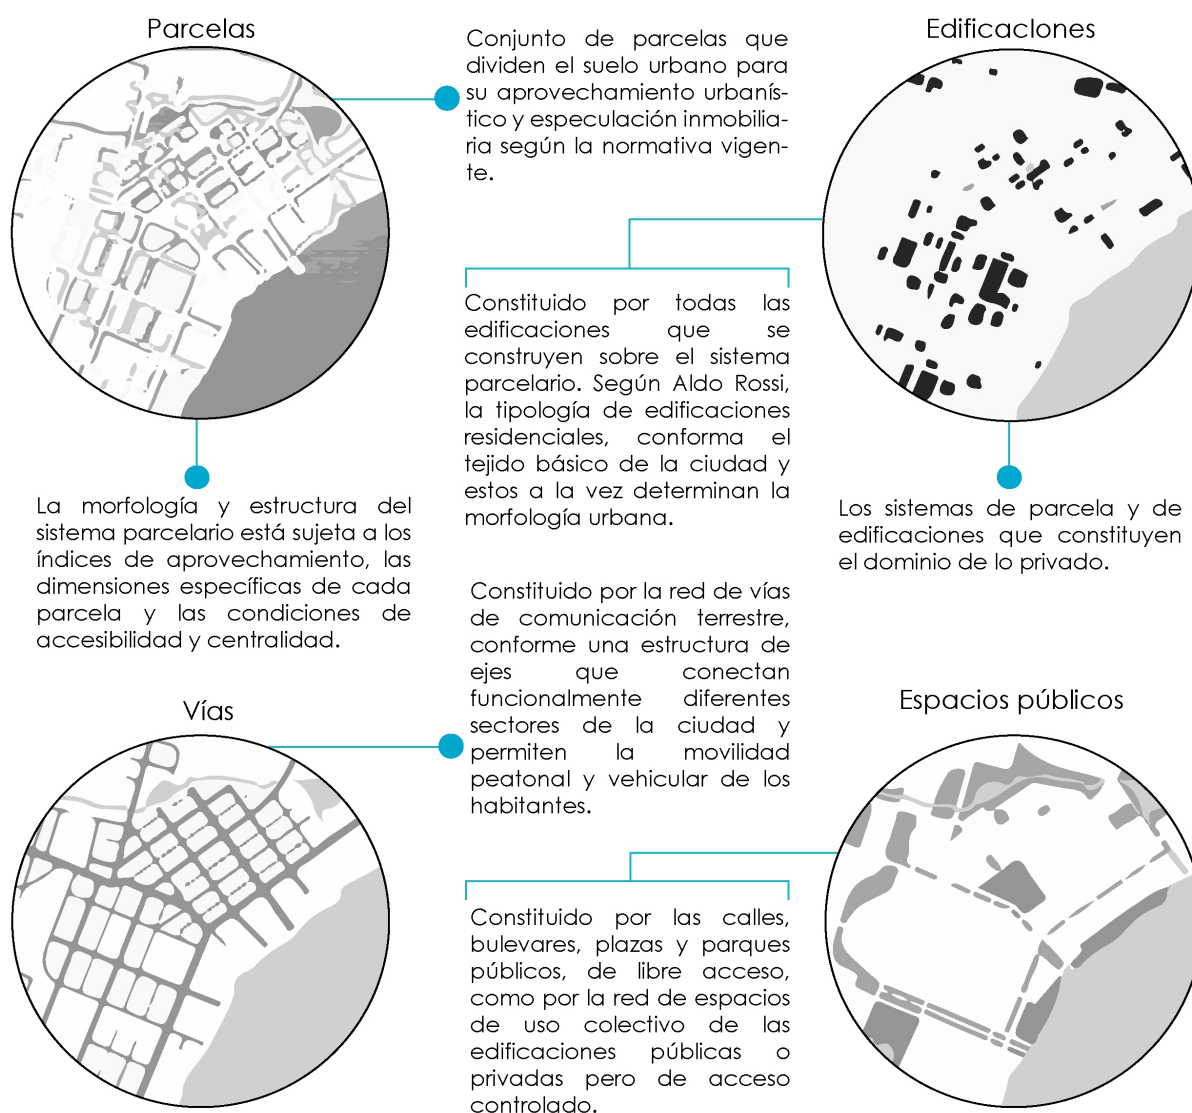 Parcelas
Conjunto de parcelas que
dividen el suelo urbano para
su aprovechamiento urbanís-
tico y especulación inmobilia-
ria según la normativa vigen-
te.
Edificaclones
Constituido por todas las
edificaciones que se
construyen sobre el sistema
parcelario. Según Aldo Rossi,
la tipología de edificaciones
residenciales, conforma el
tejido básico de la ciudad y
estos a la vez determinan la
morfología urbana.
La morfología y estructura del
sistema parcelario está sujeta a los
índices de aprovechamiento, las
dimensiones específicas de cada
parcela y las condiciones de
accesibilidad y centralidad.
Los sistemas de parcela y de
edificaciones que constituyen
el dominio de lo privado.
Vías
Constituido por la red de vías
de comunicación terrestre,
conforme una estructura de
ejes que conectan
funcionalmente diferentes
sectores de la ciudad y
permiten la movilidad
peatonal y vehicular de los
habitantes.
Espacios públicos
Constituido por las calles,
bulevares, plazas y parques
públicos, de libre acceso,
como por la red de espacios
de uso colectivo de las
edificaciones públicas o
privadas pero de acceso
controlado.